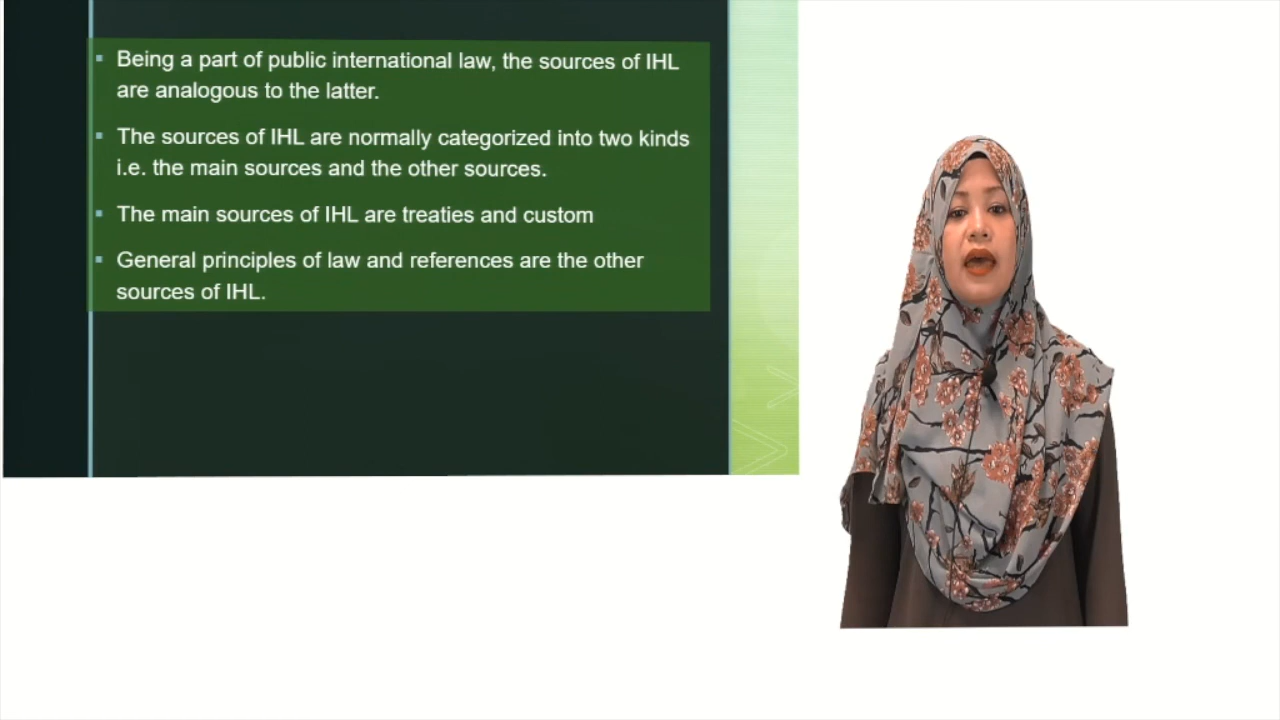 Being a part of public international law, the sources of IHL
are analogous to the latter.
The sources of IHL are normally categorized into two kinds
i.e. the main sources and the other sources.
The main sources of IHL are treaties and custom
General principles of law and references are the other
sources of IHL.